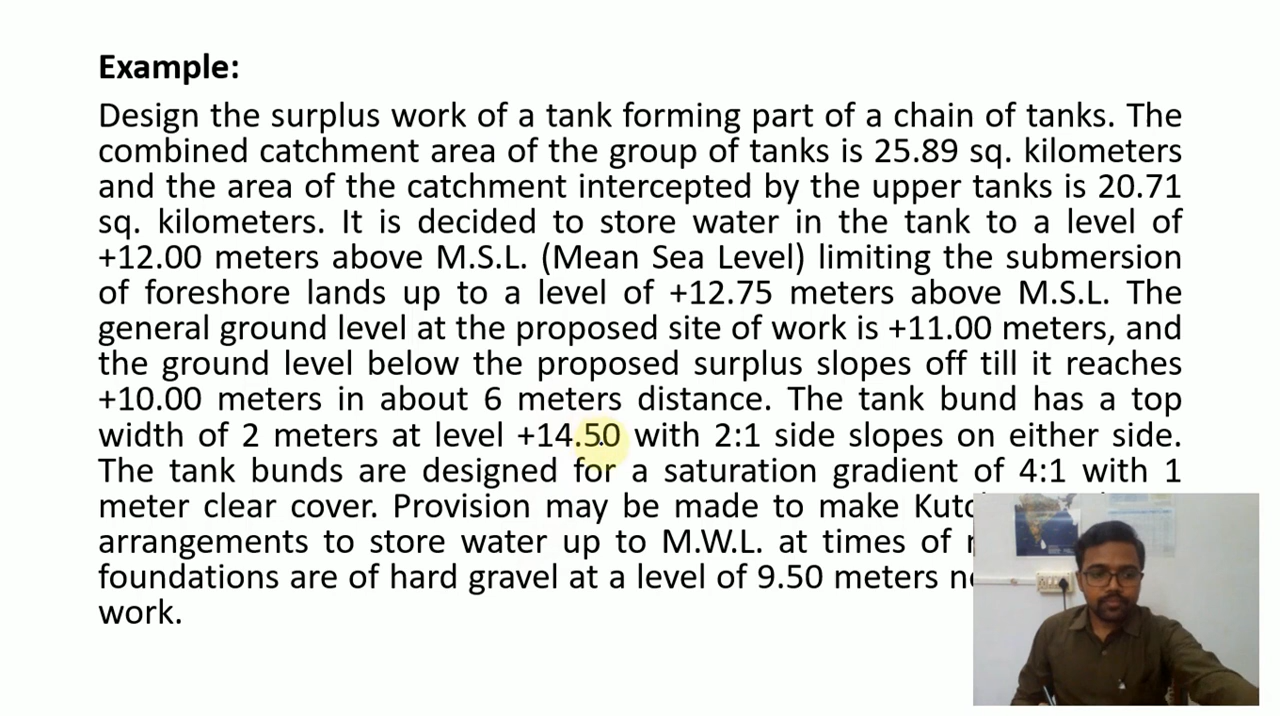 Example:
Design the surplus work of a tank forming part of a chain of tanks. The
combined catchment area of the group of tanks is 25.89 sq. kilometers
and the area of the catchment intercepted by the upper tanks is 20.71
sq. kilometers. It is decided to store water in the tank to a level of
+12.00 meters above M.S.L. (Mean Sea Level) limiting the submersion
of foreshore lands up to a level of +12.75 meters above M.S.L. The
general ground level at the proposed site of work is +11.00 meters, and
the ground level below the proposed surplus slopes off till it reaches
+10.00 meters in about 6 meters distance. The tank bund has a top
width of 2 meters at level +14.50 with 2:1 side slopes on either side.
The tank bunds are designed for a saturation gradient of 4:1 with 1
meter clear cover. Provision may be made to make
arrangements to store water up to M.W.L. at times of
foundations are of hard gravel at a level of 9.50 meters
work.